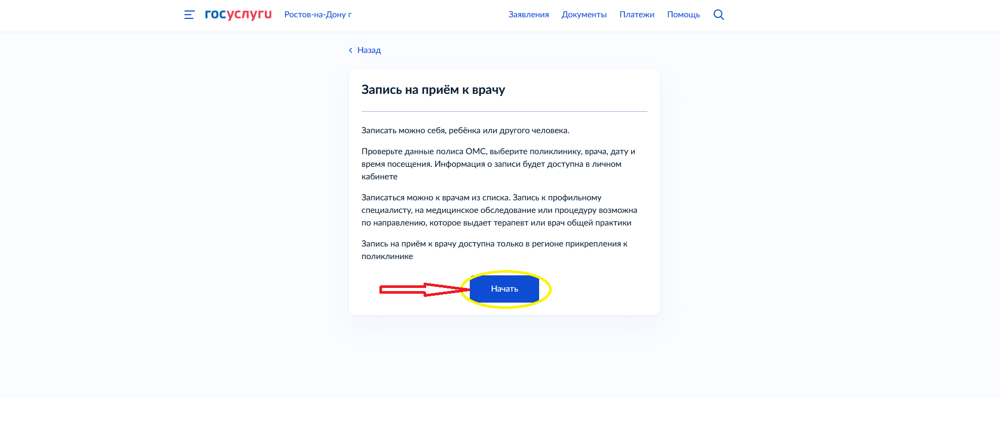 госуслуги Ростов-на-Дону г Заявления Документы Платежи Помощь
Назад
Запись на приём к врачу
Записать можно себя, ребёнка или другого человека.
Проверьте данные полиса ОМС, выберите поликлинику, врача, дату и
время посещения. Информация о записи будет доступна в личном
кабинете
Записаться можно к врачам из списка. Запись к профильному
специалисту, на медицинское обследование или процедуру возможна
по направлению, которое выдает терапевт или врач общей практики
Запись на приём к врачу доступна только в регионе прикрепления к
поликлинике
Начать